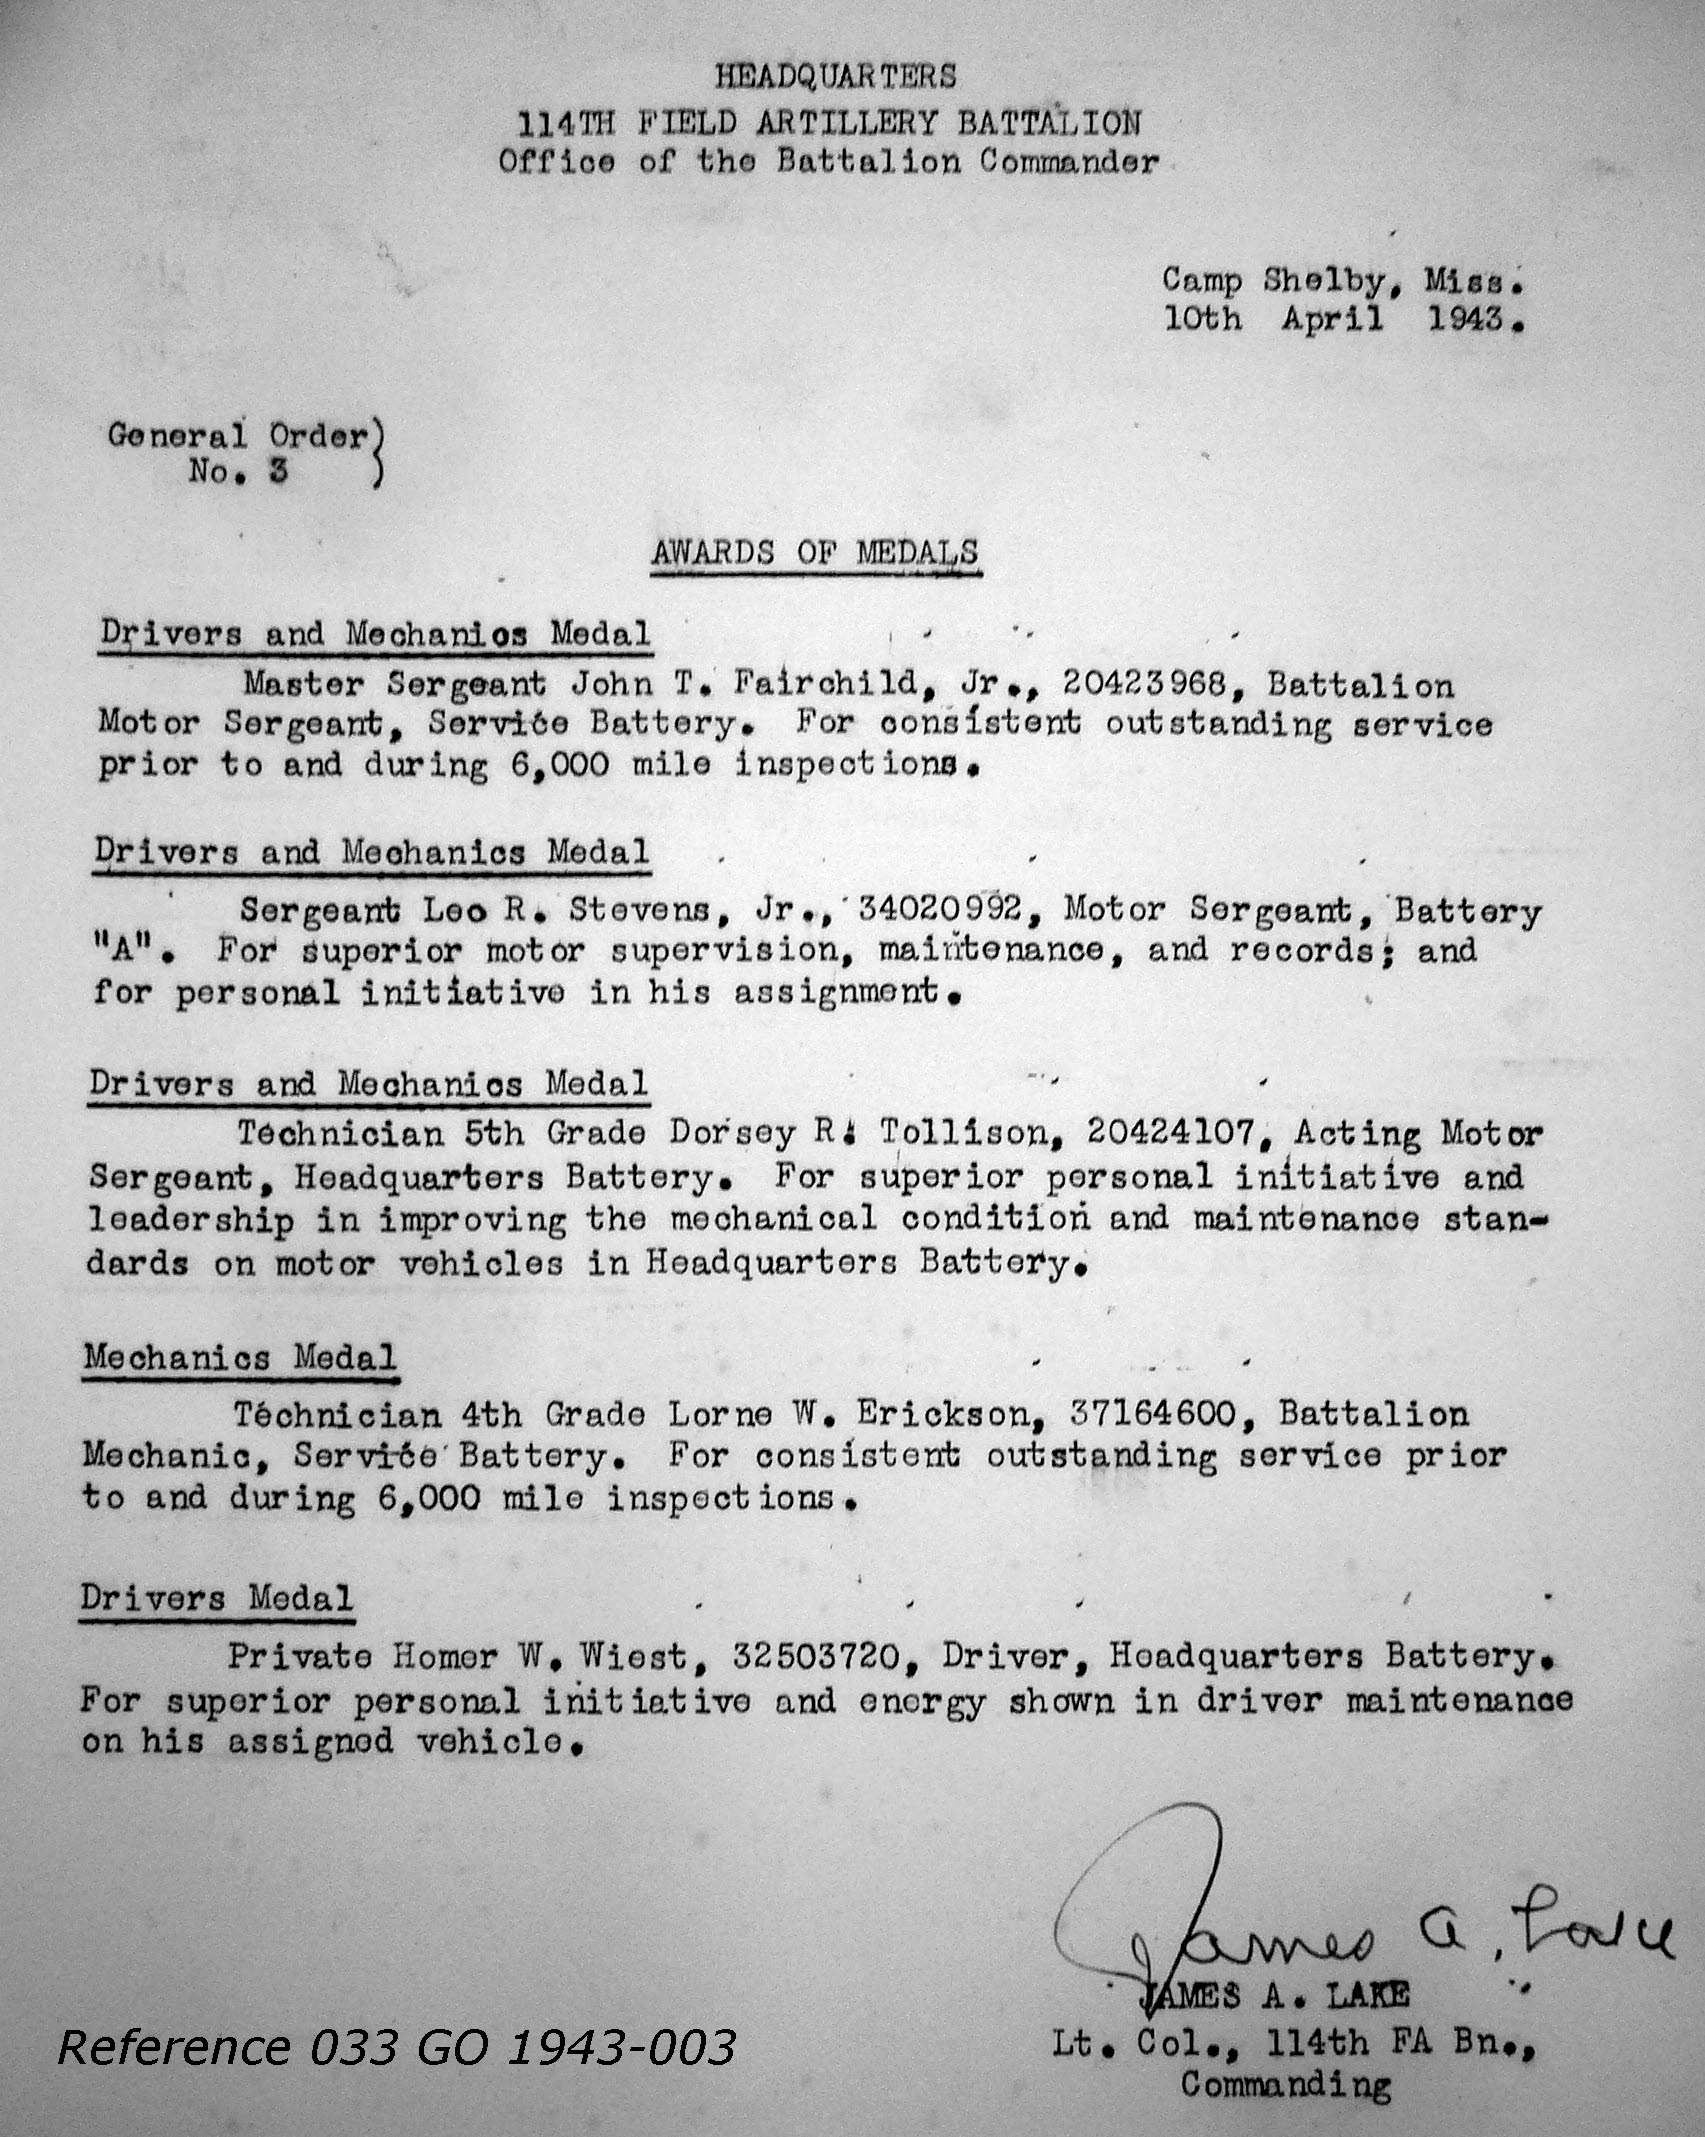 HEADQUARTERS
114TH FIELD ARTILLERY BATTALION
Office of the Battalion Commander
Camp Shelby, Miss.
10th April 1943.
General Order)
No. 3
AWARDS OF MEDALS
Drivers and Mechanics Medal
Master Sergeant John T. Fairchild, Jr., 20423968, Battalion
Motor Sergeant, Service Battery. For consistent outstanding service
prior to and during 6,000 mile inspections.
Drivers and Mechanics Medal
Sergeant Leo R. Stevens, Jr., 34020992, Motor Sergeant, Battery
"A". For superior motor supervision, maintenance, and records; and
for personal initiative in his assignment.
Drivers and Mechanics Medal
Technician 5th Grade Dorsey R. Tollison, 20424107, Acting Motor
Sergeant, Headquarters Battery. For superior personal initiative and
leadership in improving the mechanical condition and maintenance stan-
dards on motor vehicles in Headquarters Battery.
Mechanics Medal
Technician 4th Grade Lorne W. Erickson, 37164600, Battalion
Mechanic, Service Battery. For consistent outstanding service prior
to and during 6,000 mile inspections.
Drivers Medal
Private Homer W. Wiest, 32503720, Driver, Headquarters Battery.
For superior personal initiative and energy shown in driver maintenance
on his assigned vehicle.
James A. Lake
JAMES A. LAKE
Lt. Col., 114th FA Bn.,
Commanding
Reference 033 GO 1943-003